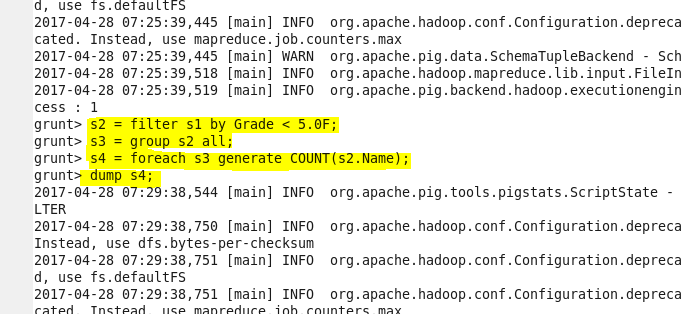 d, use fs.defaultFS
2017-04-28 07:25:39,445 [main] INFO  org.apache.hadoop.conf.Configuration.depreca
cated. Instead, use mapreduce.job.counters.max
2017-04-28 07:25:39,445 [main] WARN  org.apache.pig.data.SchemaTupleBackend - Sch
2017-04-28 07:25:39,518 [main] INFO  org.apache.hadoop.mapreduce.lib.input.FileIn
2017-04-28 07:25:39,519 [main] INFO  org.apache.pig.backend.hadoop.executionengin
cess : 1
grunt> s2 = filter s1 by Grade < 5.0F;
grunt> s3 = group s2 all;
grunt> s4 = foreach s3 generate COUNT(s2.Name);
grunt> dump s4;
2017-04-28 07:29:38,544 [main] INFO  org.apache.pig.tools.pigstats.ScriptState -
LTER
2017-04-28 07:29:38,750 [main] INFO  org.apache.hadoop.conf.Configuration.depreca
Instead, use dfs.bytes-per-checksum
2017-04-28 07:29:38,751 [main] INFO  org.apache.hadoop.conf.Configuration.depreca
d, use fs.defaultFS
2017-04-28 07:29:38,751 [main] INFO  org.apache.hadoop.conf.Configuration.depreca
cated. Instead, use mapreduce.job.counters.max